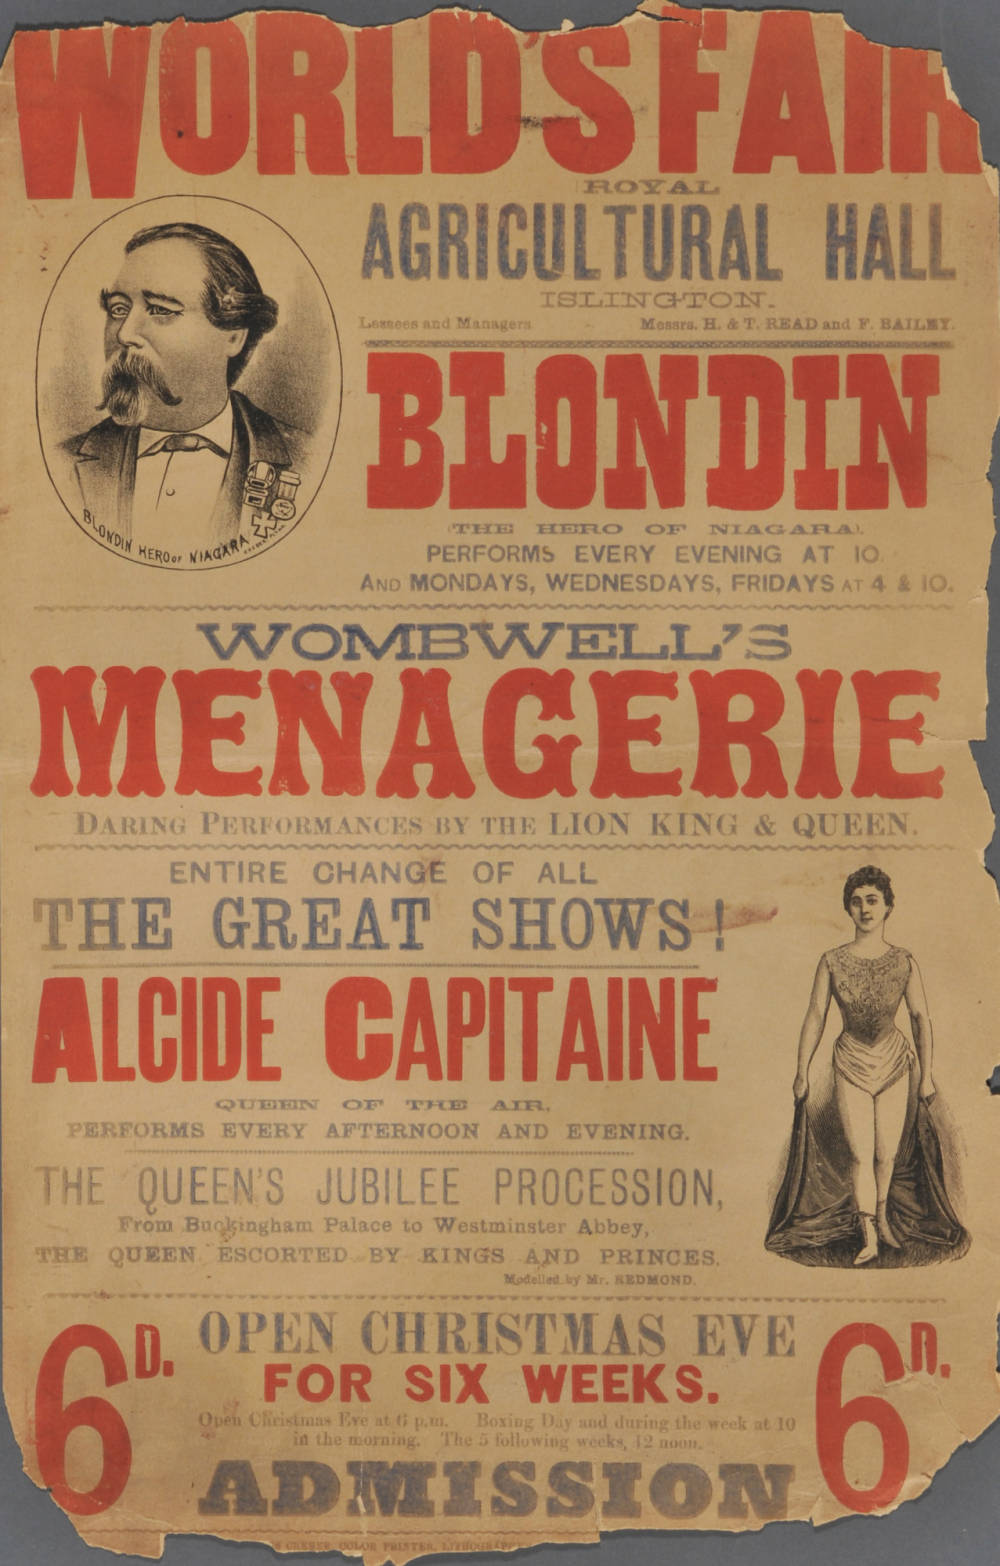 WORLD'S FAIR
ROYAL
AGRICULTURAL HALL
ISLINGTON.
Lessees and Managers - Messrs. H. & T. READ and F. BAILEY.
BLONDIN HERO OF NIAGARA
BLONDIN
(THE HERO OF NIAGARA),
PERFORMS EVERY EVENING AT 10
AND MONDAYS, WEDNESDAYS, FRIDAYS AT 4 & 10.
WOMBWELL'S
MENAGERIE
DARING PERFORMANCES BY THE LION KING & QUEEN.
ENTIRE CHANGE OF ALL
THE GREAT SHOWS!
ALCIDE CAPITAINE
QUEEN OF THE AIR,
PERFORMS EVERY AFTERNOON AND EVENING.
THE QUEEN'S JUBILEE PROCESSION,
From Buckingham Palace to Westminster Abbey,
THE QUEEN ESCORTED BY KINGS AND PRINCES.
Modelled by Mr. REDMOND.
6D. OPEN CHRISTMAS EVE 6D.
FOR SIX WEEKS.
Open Christmas Eve at 6 p.m. Boxing Day and during the week at 10
in the morning. The 5 following weeks, 12 noon.
ADMISSION
COLOR PRINTER,